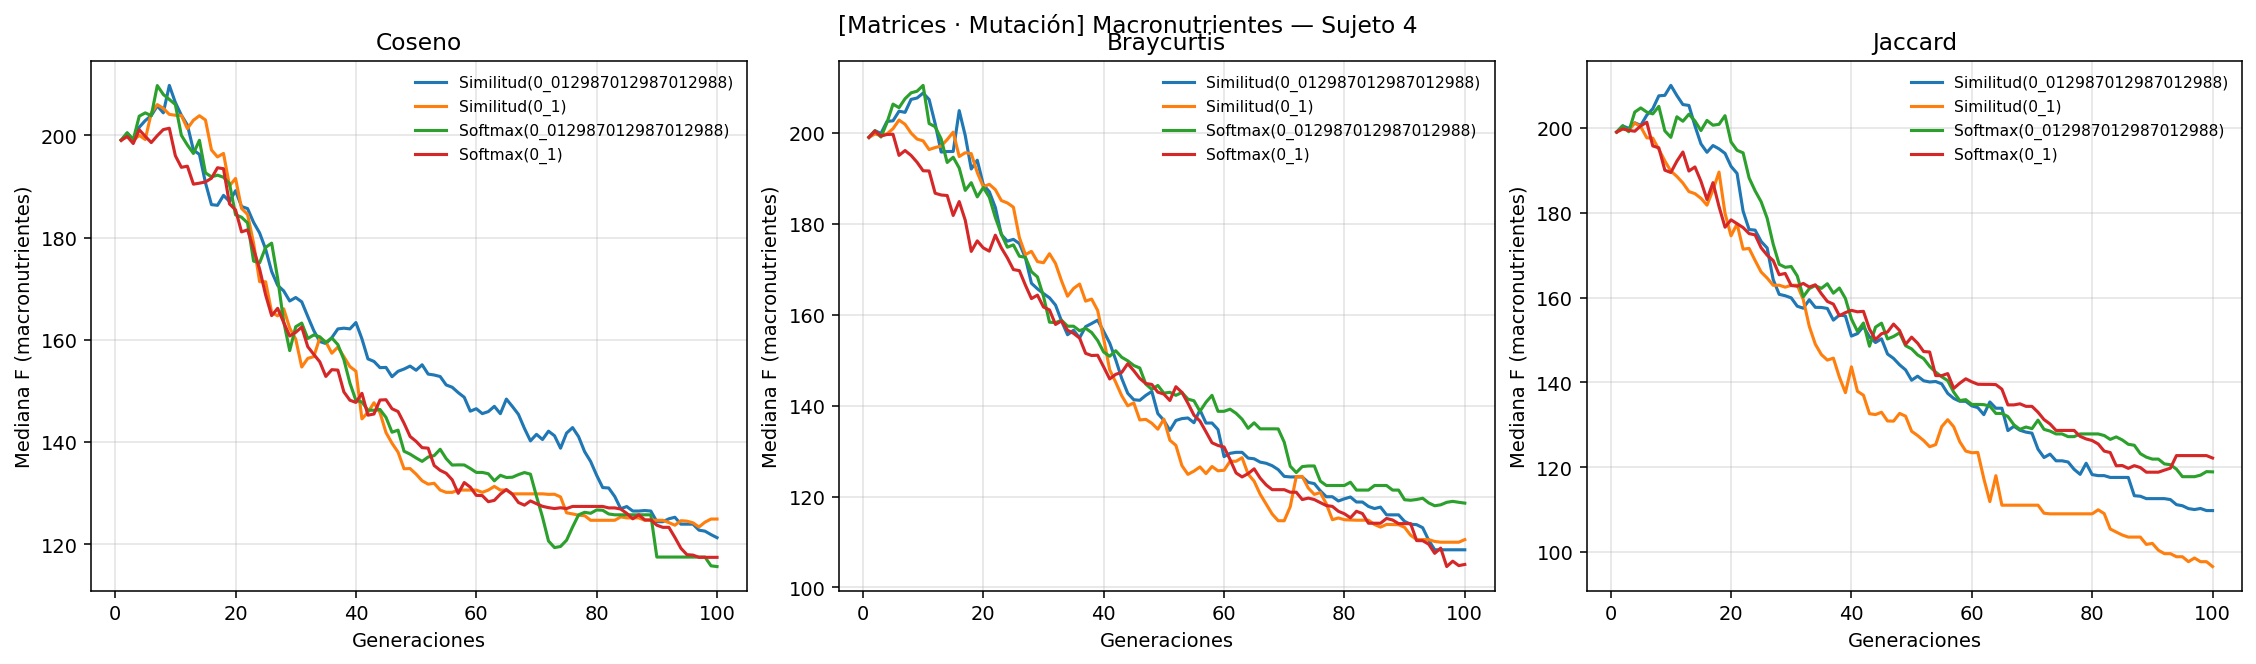 [Matrices · Mutación] Macronutrientes — Sujeto 4
Coseno
Mediana F (macronutrientes)
200
180
160
140
120
Similitud(0_012987012987012988)
Similitud(0_1)
Softmax(0_012987012987012988)
Softmax(0_1)
0 20 40 60 80 100
Generaciones
Braycurtis
Mediana F (macronutrientes)
200
180
160
140
120
100
Similitud(0_012987012987012988)
Similitud(0_1)
Softmax(0_012987012987012988)
Softmax(0_1)
0 20 40 60 80 100
Generaciones
Jaccard
Mediana F (macronutrientes)
200
180
160
140
120
100
Similitud(0_012987012987012988)
Similitud(0_1)
Softmax(0_012987012987012988)
Softmax(0_1)
0 20 40 60 80 100
Generaciones